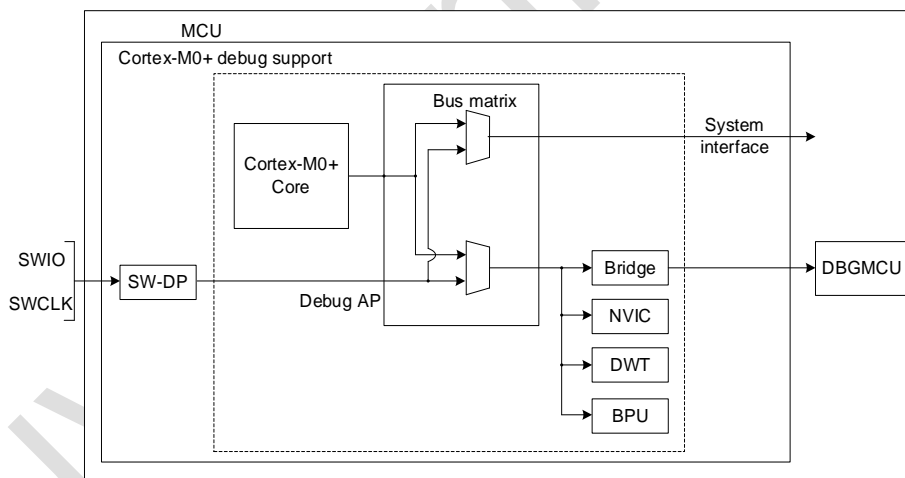 MCU
Cortex-M0+ debug support
Bus matrix
Cortex-M0+
Core
System
interface
SWIO
SWCLK
SW-DP
Debug AP
Bridge
DBGMCU
NVIC
DWT
BPU